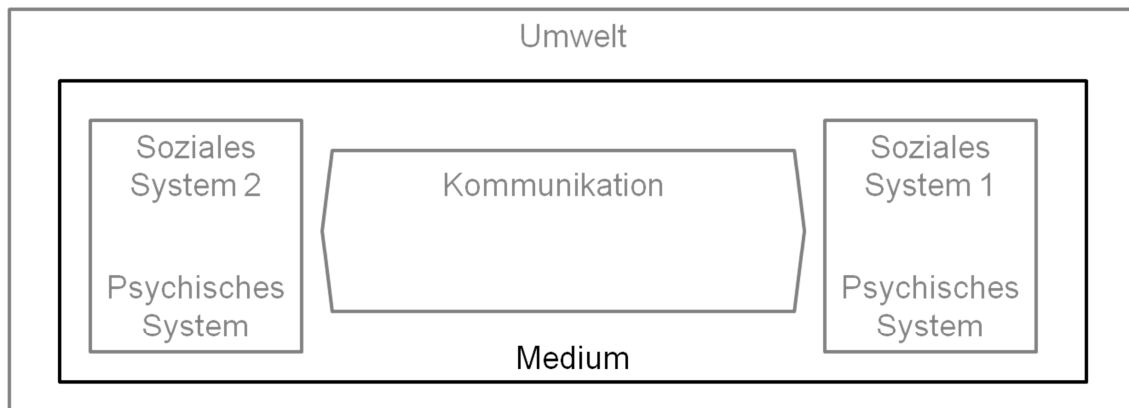 Umwelt
Soziales
System 2
Psychisches
System
Kommunikation
Soziales
System 1
Psychisches
System
Medium